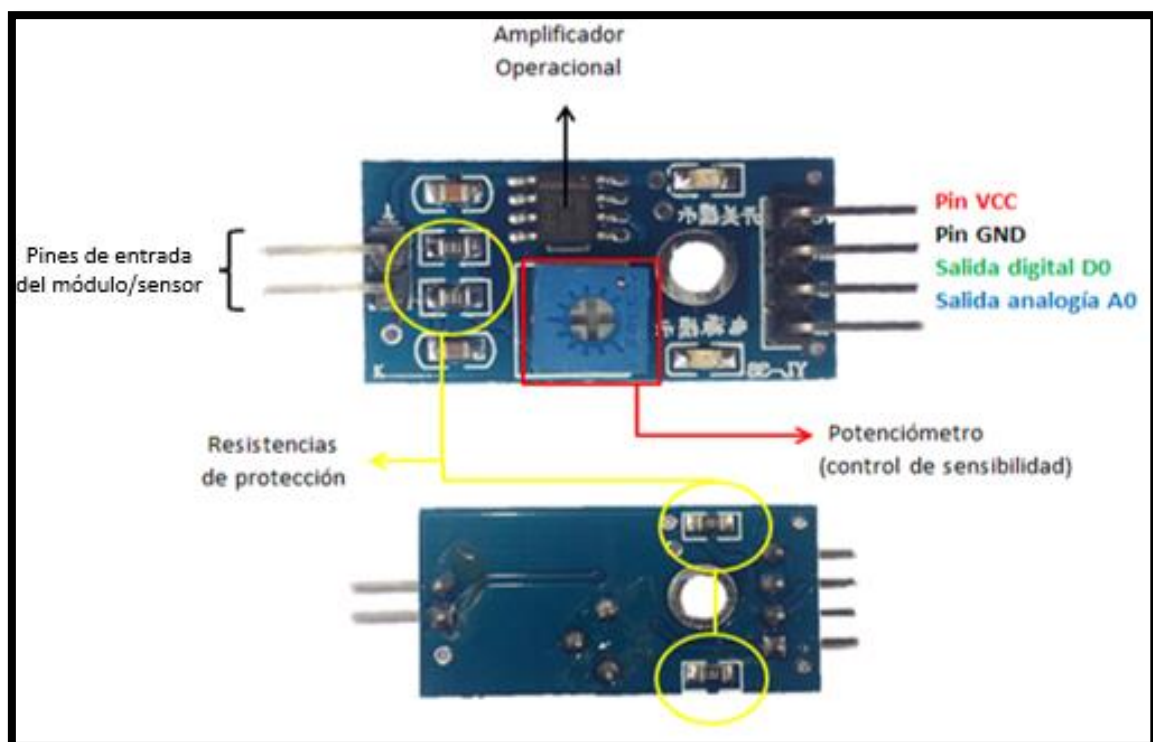 Amplificador
Operacional
Pines de entrada
del módulo/sensor
Pin VCC
Pin GND
Salida digital D0
Salida analogía A0
K
Resistencias
de protección
Potenciómetro
(control de sensibilidad)